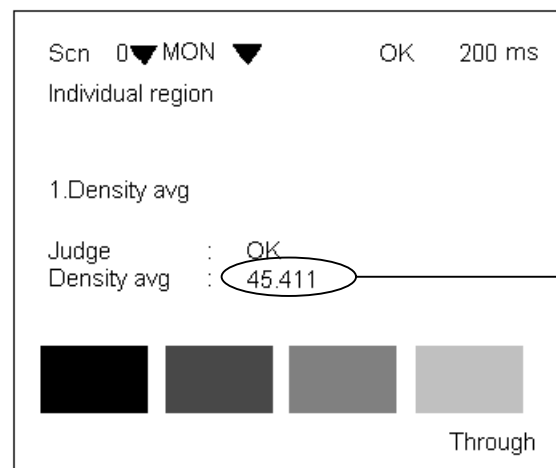 Scn 0▼ MON ▼ OK 200 ms
Individual region
1.Density avg
Judge : OK
Density avg : 45.411
Through